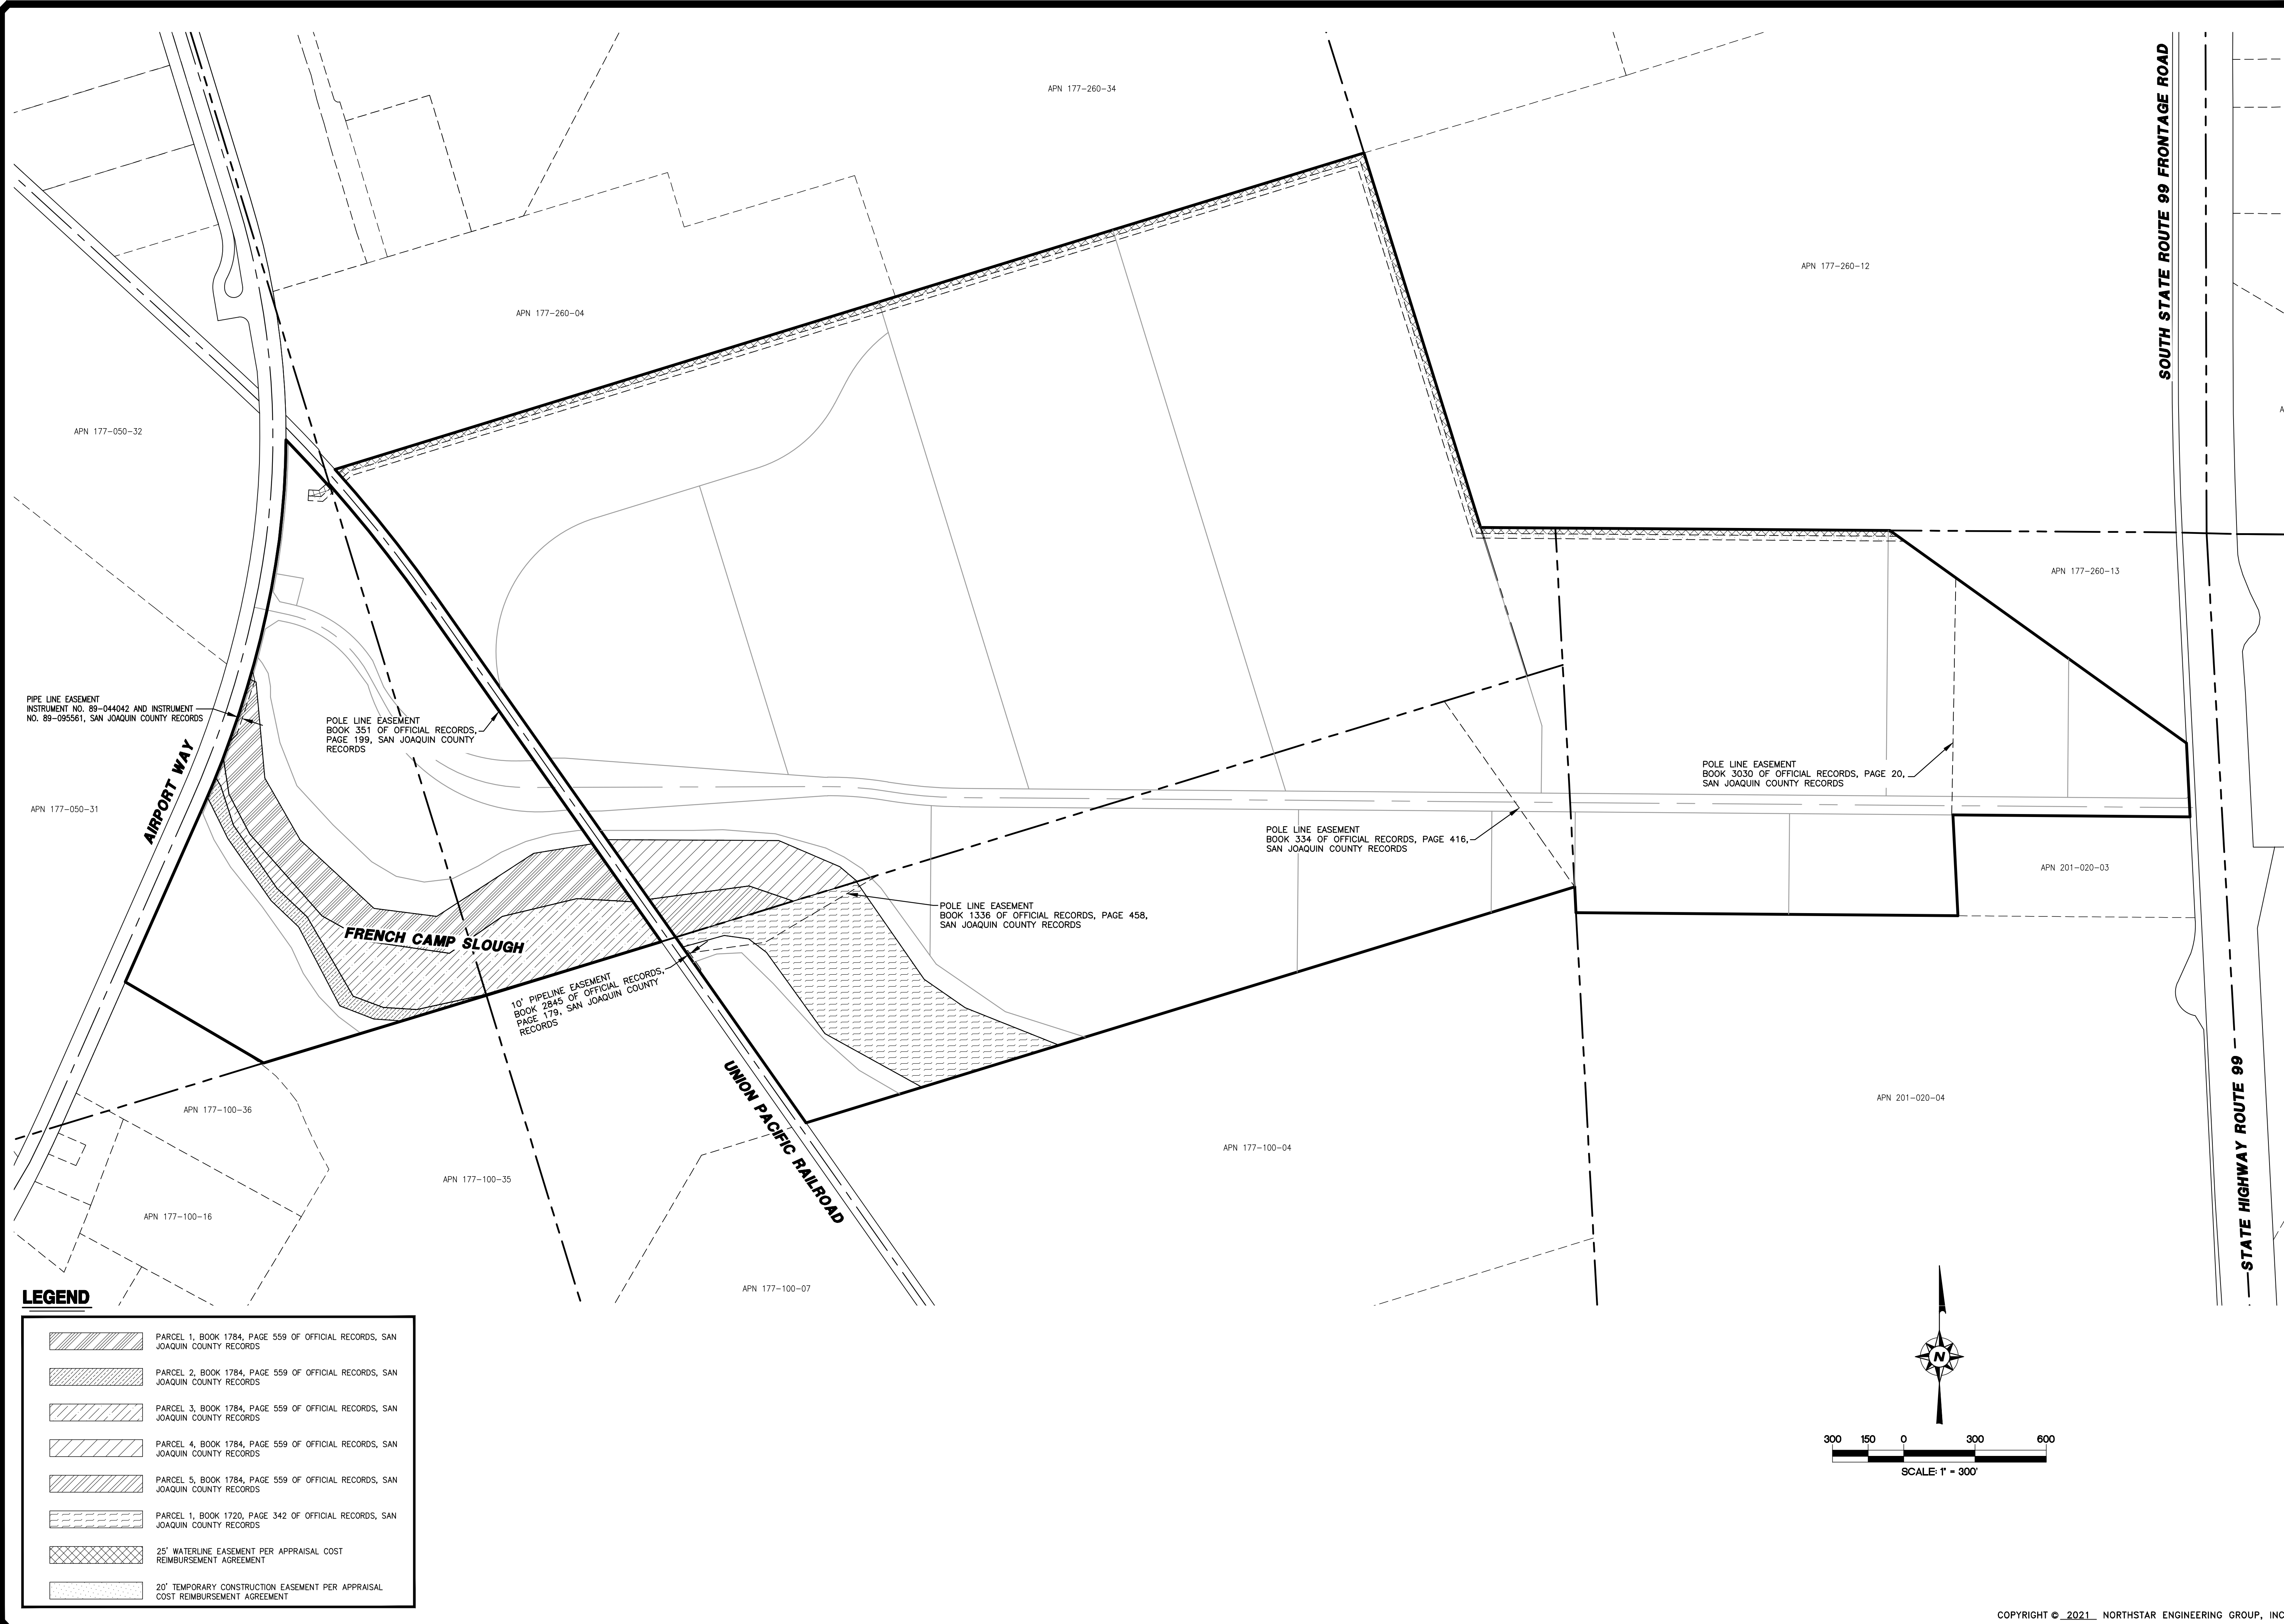 SOUTH STATE ROUTE 99 FRONTAGE ROAD
APN 177-260-34
APN 177-260-12
APN 177-260-04
APN 177-050-32
APN 177-260-13
PIPE LINE EASEMENT
INSTRUMENT NO. 89-044042 AND INSTRUMENT
NO. 89-095561, SAN JOAQUIN COUNTY RECORDS
POLE LINE EASEMENT
BOOK 351 OF OFFICIAL RECORDS,
PAGE 199, SAN JOAQUIN COUNTY
RECORDS
AIRPORT WAY
APN 177-050-31
POLE LINE EASEMENT
BOOK 3030 OF OFFICIAL RECORDS, PAGE 20,
SAN JOAQUIN COUNTY RECORDS
POLE LINE EASEMENT
BOOK 334 OF OFFICIAL RECORDS, PAGE 416,
SAN JOAQUIN COUNTY RECORDS
APN 201-020-03
POLE LINE EASEMENT
BOOK 1336 OF OFFICIAL RECORDS, PAGE 458,
SAN JOAQUIN COUNTY RECORDS
FRENCH CAMP SLOUGH
10' PIPELINE EASEMENT
BOOK 2845 OF OFFICIAL RECORDS,
PAGE 179, SAN JOAQUIN COUNTY
RECORDS
UNION PACIFIC RAILROAD
APN 177-100-36
APN 201-020-04
APN 177-100-04
APN 177-100-35
APN 177-100-16
APN 177-100-07
STATE HIGHWAY ROUTE 99
LEGEND
PARCEL 1, BOOK 1784, PAGE 559 OF OFFICIAL RECORDS, SAN
JOAQUIN COUNTY RECORDS
PARCEL 2, BOOK 1784, PAGE 559 OF OFFICIAL RECORDS, SAN
JOAQUIN COUNTY RECORDS
PARCEL 3, BOOK 1784, PAGE 559 OF OFFICIAL RECORDS, SAN
JOAQUIN COUNTY RECORDS
PARCEL 4, BOOK 1784, PAGE 559 OF OFFICIAL RECORDS, SAN
JOAQUIN COUNTY RECORDS
PARCEL 5, BOOK 1784, PAGE 559 OF OFFICIAL RECORDS, SAN
JOAQUIN COUNTY RECORDS
PARCEL 1, BOOK 1720, PAGE 342 OF OFFICIAL RECORDS, SAN
JOAQUIN COUNTY RECORDS
25' WATERLINE EASEMENT PER APPRAISAL COST
REIMBURSEMENT AGREEMENT
20' TEMPORARY CONSTRUCTION EASEMENT PER APPRAISAL
COST REIMBURSEMENT AGREEMENT
N
300 150 0 300 600
SCALE: 1" = 300'
COPYRIGHT © 2021 NORTHSTAR ENGINEERING GROUP, INC